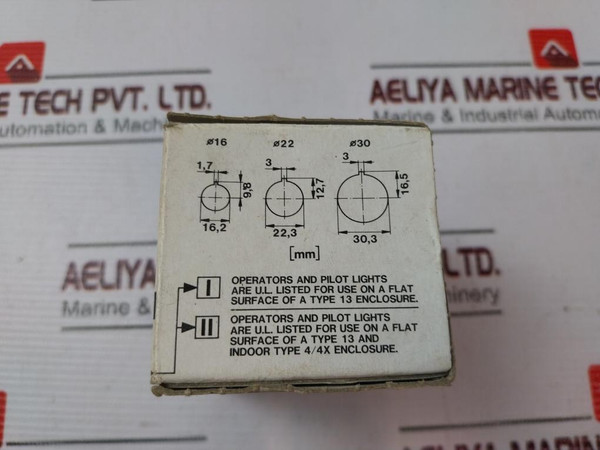 TECH PVT. LTD.
Automation & Mach
AELIYA MARINE TECH
Marine & Industrial Automa
ø16 ø22 ø30
1,7 3 3
9,8 12,7 16,5
16,2 22,3 30,3
[mm]
AELIYA
LTD.
Marine &
hinery
I OPERATORS AND PILOT LIGHTS
ARE U.L. LISTED FOR USE ON A FLAT
SURFACE OF A TYPE 13 ENCLOSURE.
II OPERATORS AND PILOT LIGHTS
ARE U.L. LISTED FOR USE ON A FLAT
SURFACE OF A TYPE 13 AND
INDOOR TYPE 4/4X ENCLOSURE.